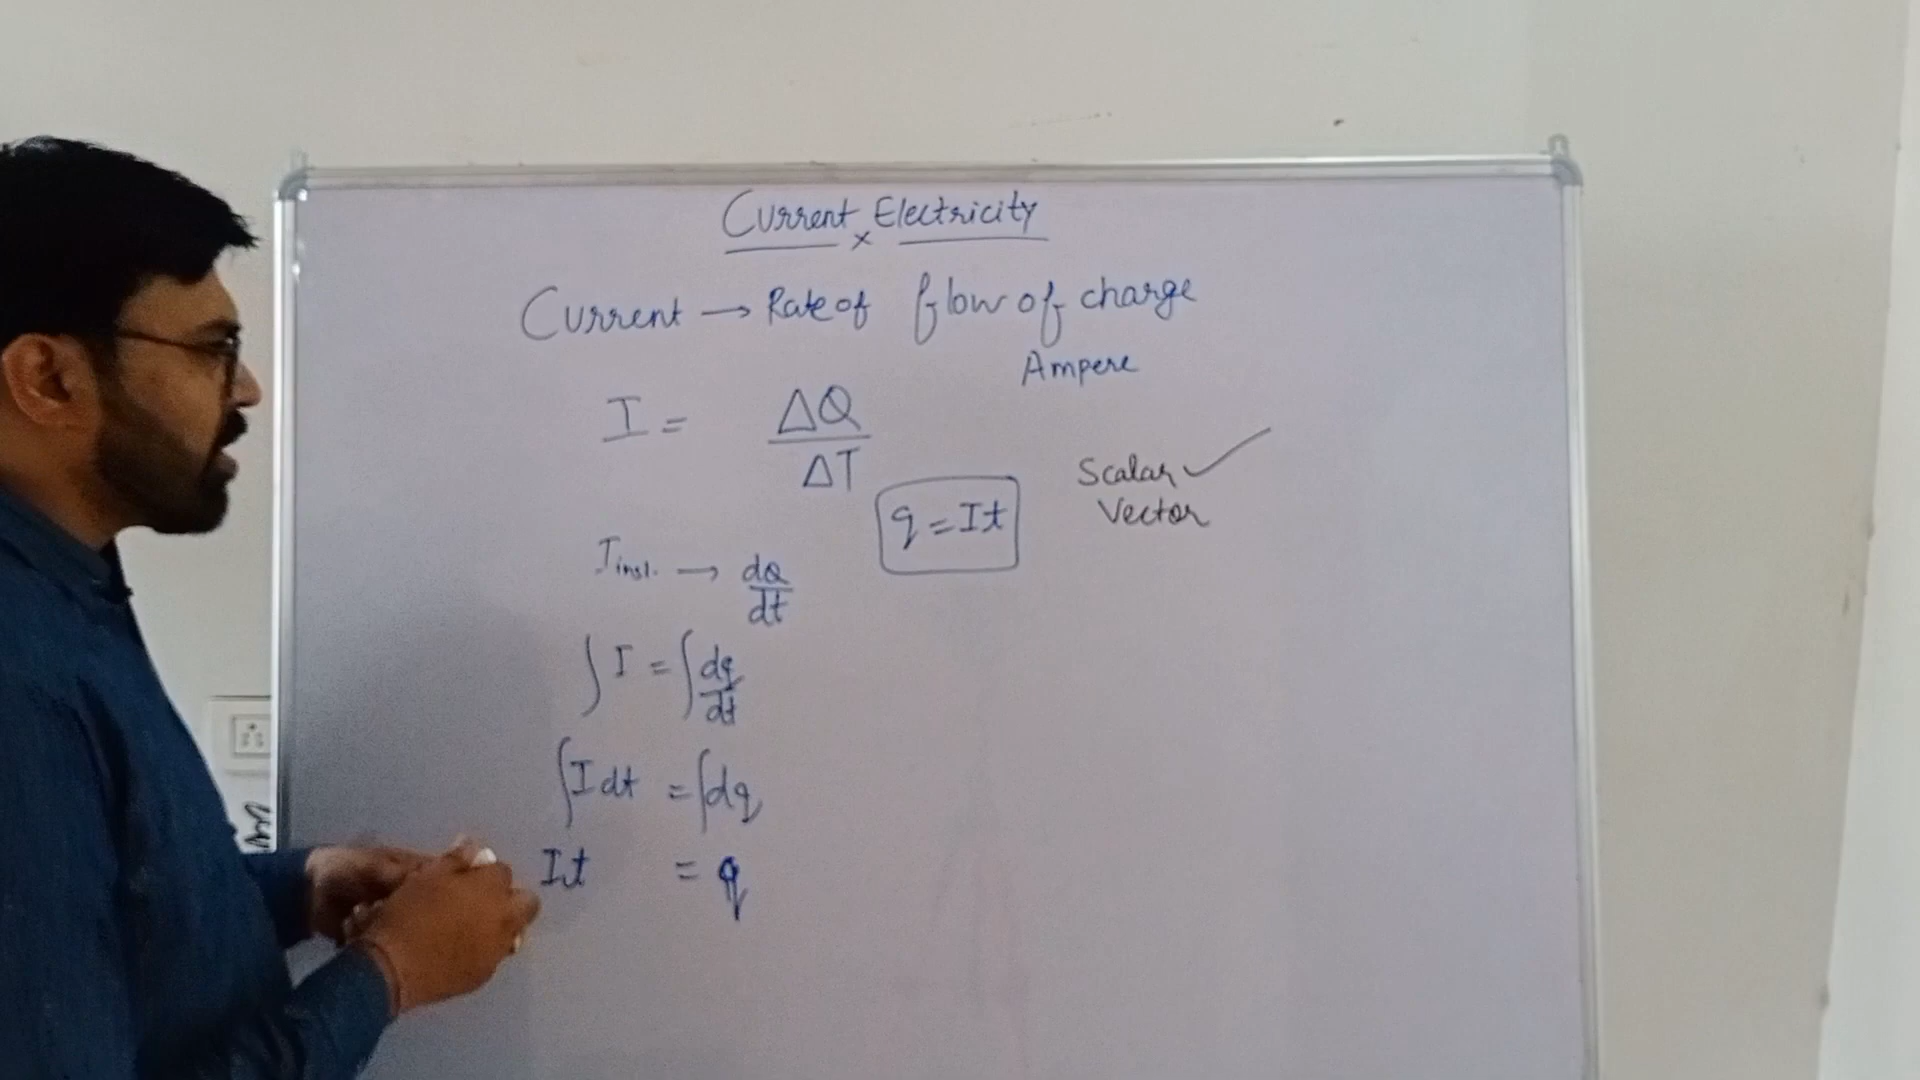 Current Electricity
x
Current → Rate of flow of charge
Ampere
I = ΔQ/ΔT
Scalar ✓
Vector
q = It
Iinst. → dQ/dt
∫I = ∫dq/dt
∫I dt = ∫dq
It = q